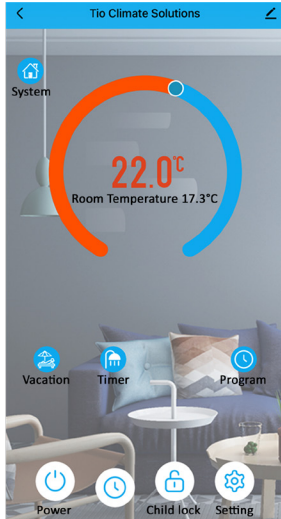 Tio Climate Solutions
System
22.0°C
Room Temperature 17.3°C
Vacation Timer Program
Power Child lock Setting